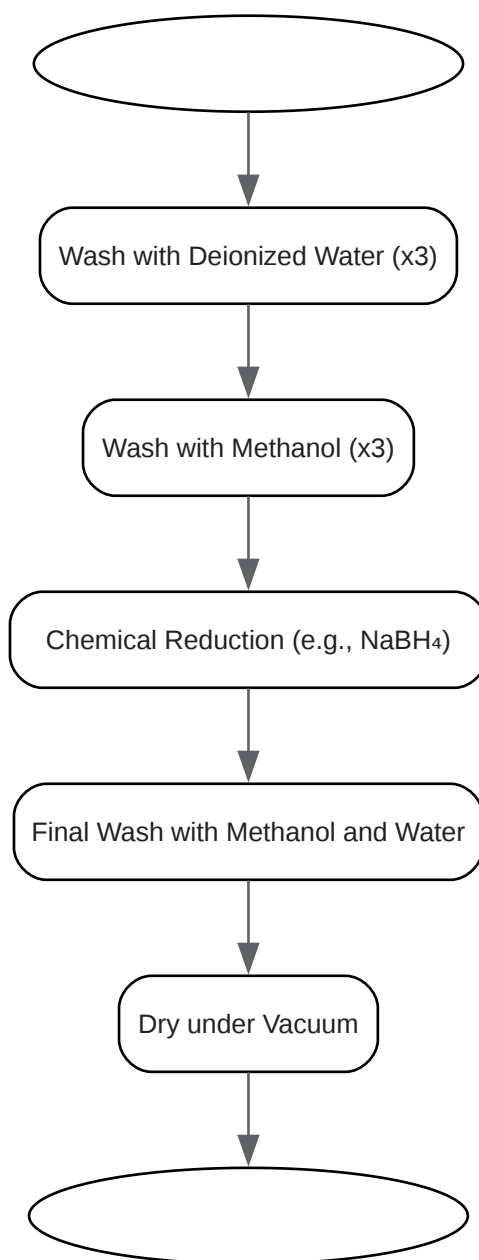 Wash with Deionized Water (x3)
Wash with Methanol (x3)
Chemical Reduction (e.g., NaBH₄)
Final Wash with Methanol and Water
Dry under Vacuum